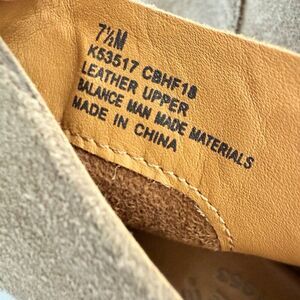 7½M
K53517 CBHF18
LEATHER UPPER
BALANCE MAN MADE MATERIALS
MADE IN CHINA